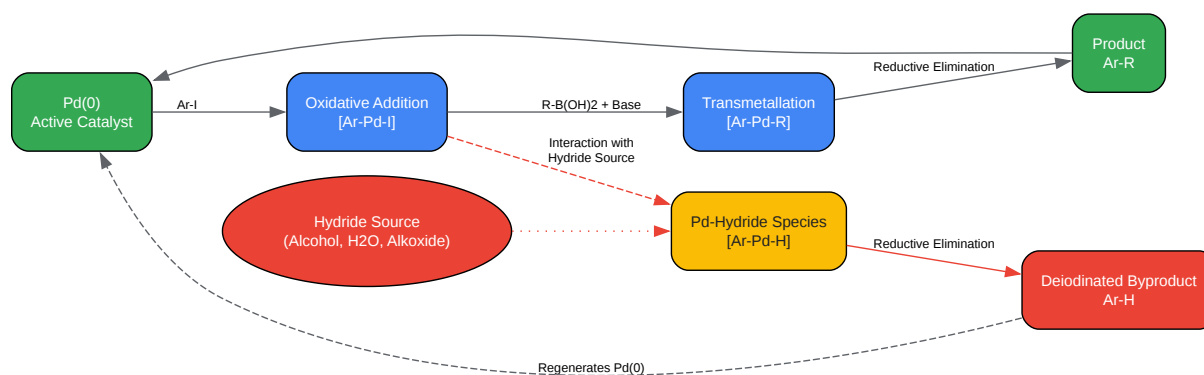 Product
Ar-R
Reductive Elimination
Pd(0)
Active Catalyst
Ar-I
Oxidative Addition
[Ar-Pd-I]
R-B(OH)2 + Base
Transmetallation
[Ar-Pd-R]
Interaction with
Hydride Source
Hydride Source
(Alcohol, H2O, Alkoxide)
Pd-Hydride Species
[Ar-Pd-H]
Reductive Elimination
Deiodinated Byproduct
Ar-H
Regenerates Pd(0)